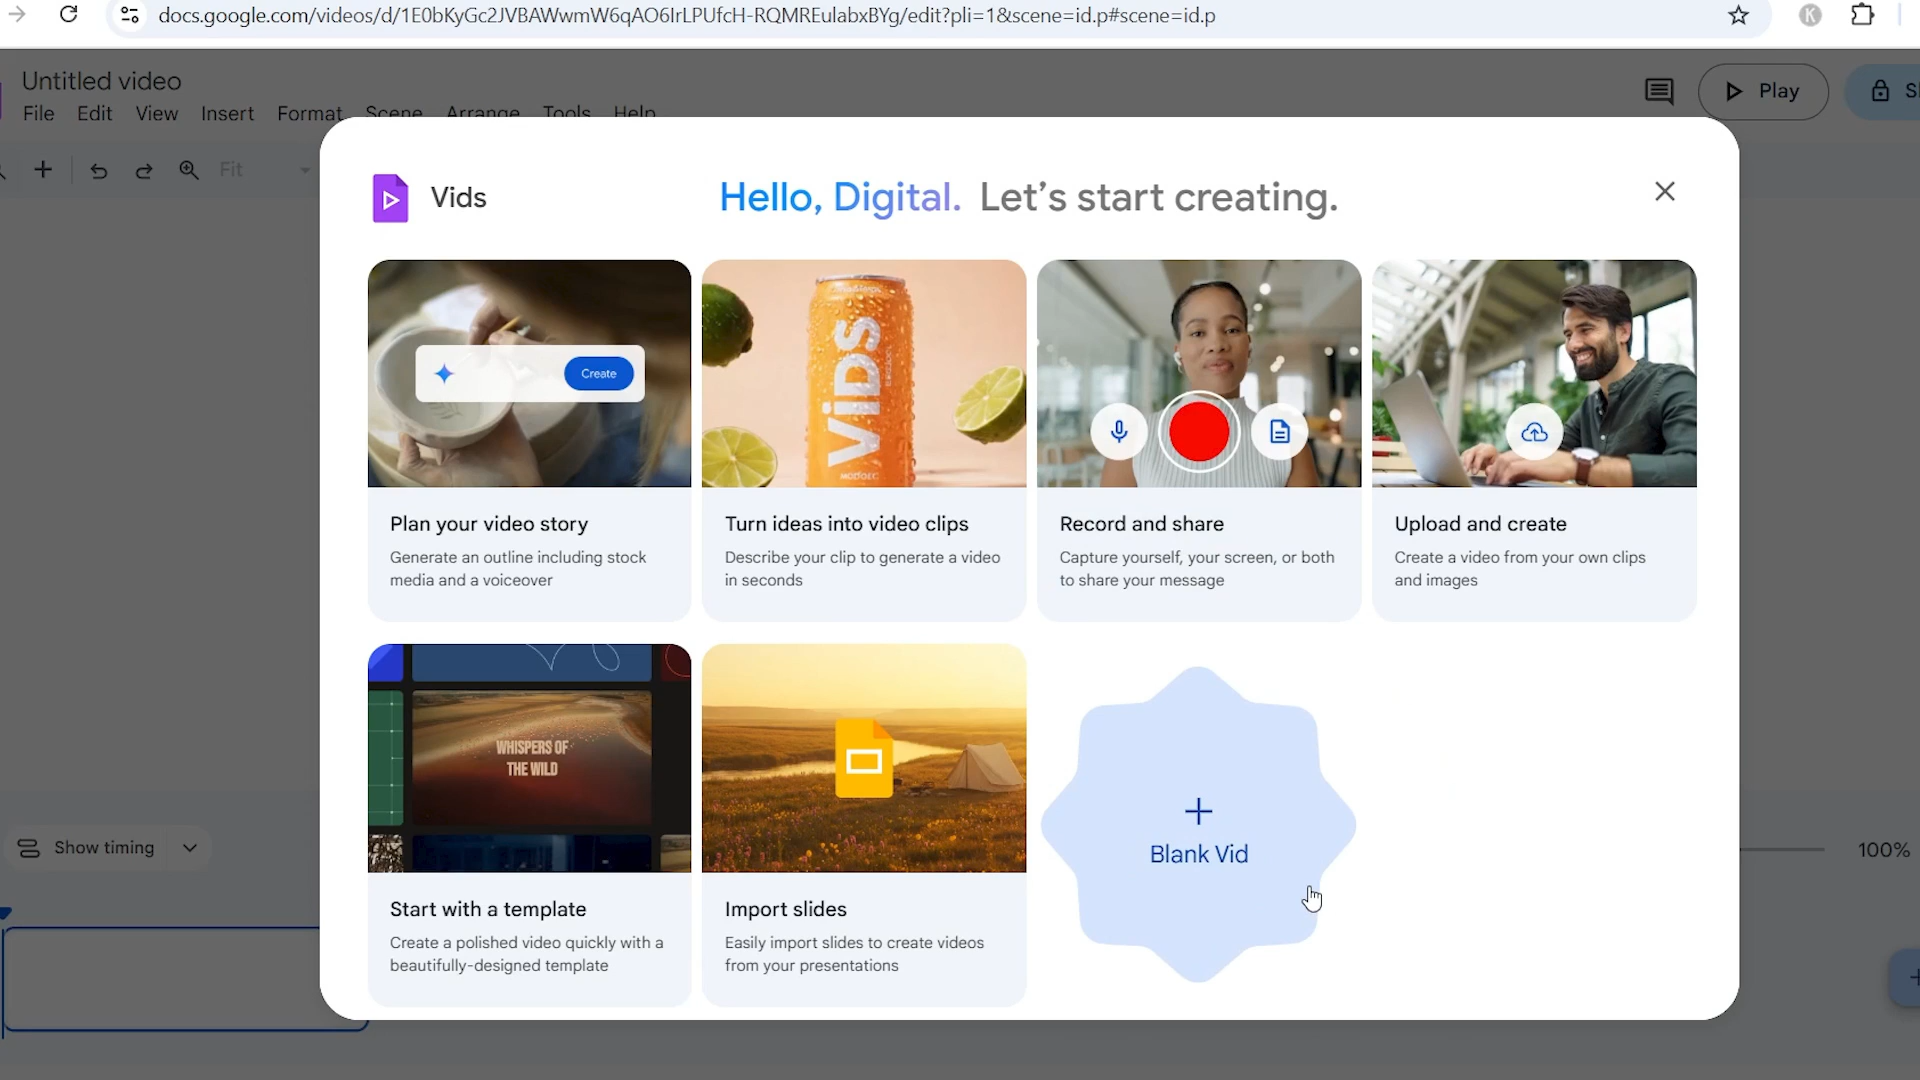 docs.google.com/videos/d/1E0bKyGc2JVBAWwmW6qAO6IrLPUfcH-RQMREulabxBYg/edit?pli=1&scene=id.p#scene=id.p
K
Untitled video
File Edit View Insert Format Scene Arrange Tools Help
Play
Fit
Vids
Hello, Digital. Let’s start creating.
Create
ViDS
Plan your video story
Generate an outline including stock
media and a voiceover
Turn ideas into video clips
Describe your clip to generate a video
in seconds
Record and share
Capture yourself, your screen, or both
to share your message
Upload and create
Create a video from your own clips
and images
WHISPERS OF
THE WILD
Blank Vid
Show timing
100%
Start with a template
Create a polished video quickly with a
beautifully-designed template
Import slides
Easily import slides to create videos
from your presentations